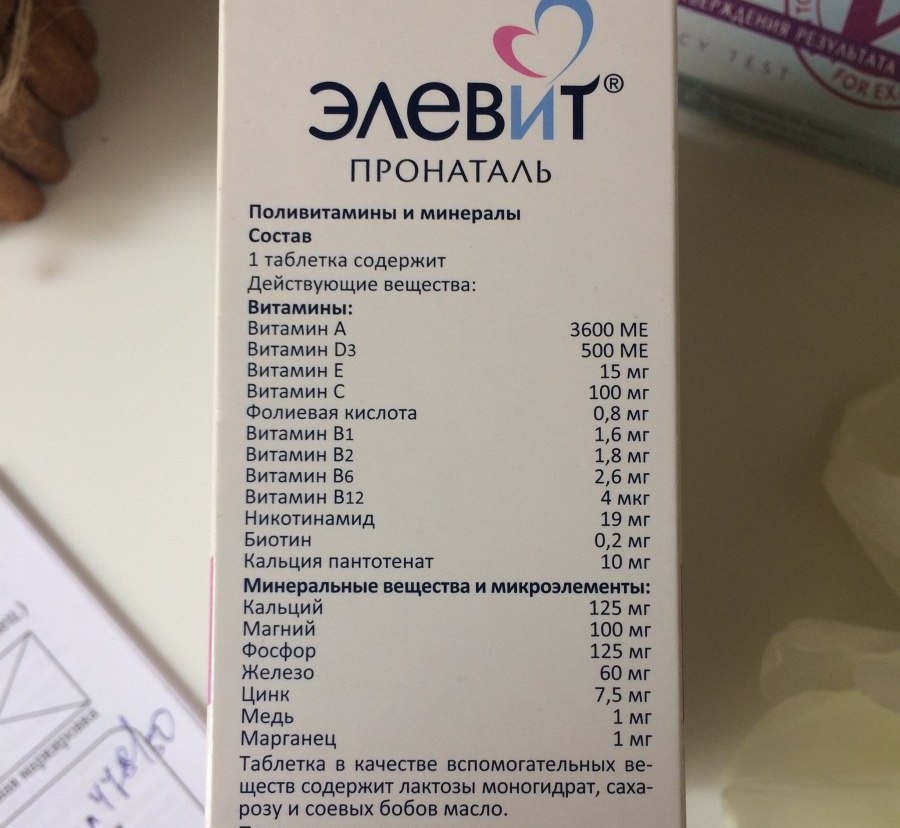 ЭЛЕВИТ®
ПРОНАТАЛЬ
Поливитамины и минералы
Состав
1 таблетка содержит
Действующие вещества:
Витамины:
Витамин А 3600 МЕ
Витамин D3 500 МЕ
Витамин Е 15 мг
Витамин С 100 мг
Фолиевая кислота 0,8 мг
Витамин В1 1,6 мг
Витамин В2 1,8 мг
Витамин В6 2,6 мг
Витамин В12 4 мкг
Никотинамид 19 мг
Биотин 0,2 мг
Кальция пантотенат 10 мг
Минеральные вещества и микроэлементы:
Кальций 125 мг
Магний 100 мг
Фосфор 125 мг
Железо 60 мг
Цинк 7,5 мг
Медь 1 мг
Марганец 1 мг
Таблетка в качестве вспомогательных ве-
ществ содержит лактозы моногидрат, саха-
розу и соевых бобов масло.
РЕЗУЛЬТАТА
TEST
FOR